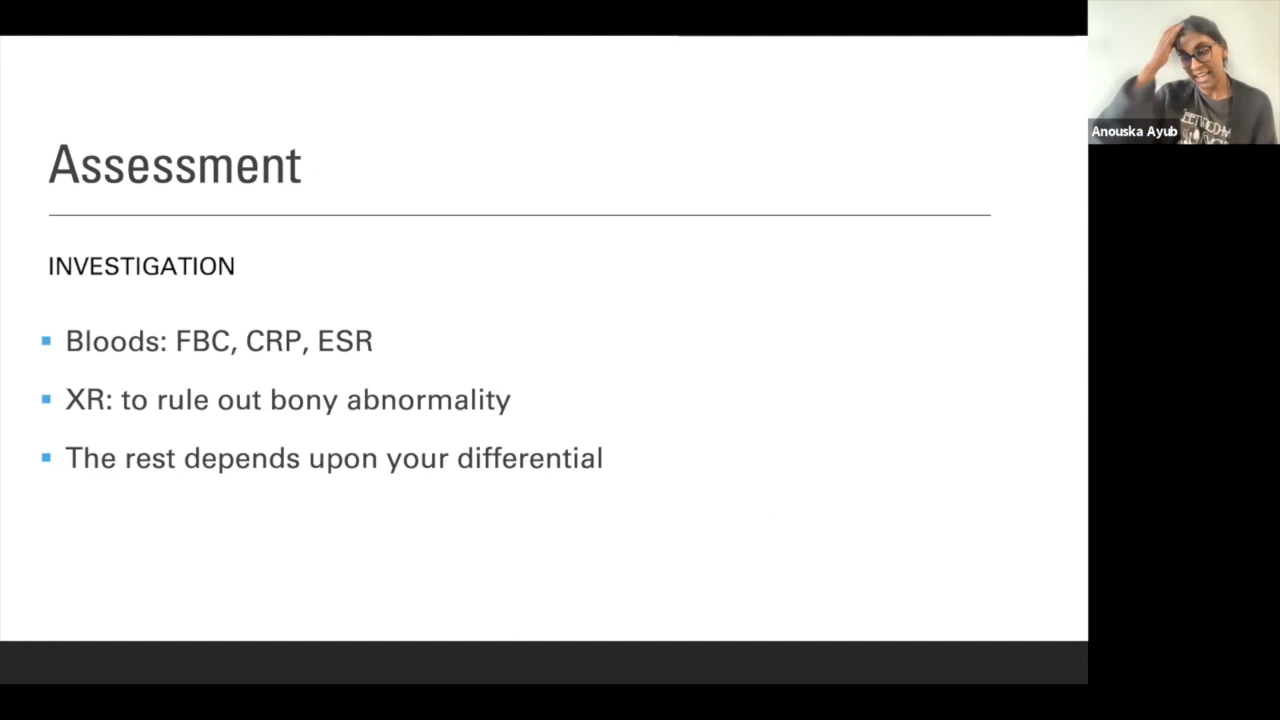 Assessment
INVESTIGATION
Bloods: FBC, CRP, ESR
XR: to rule out bony abnormality
The rest depends upon your differential
Anouska Ayub